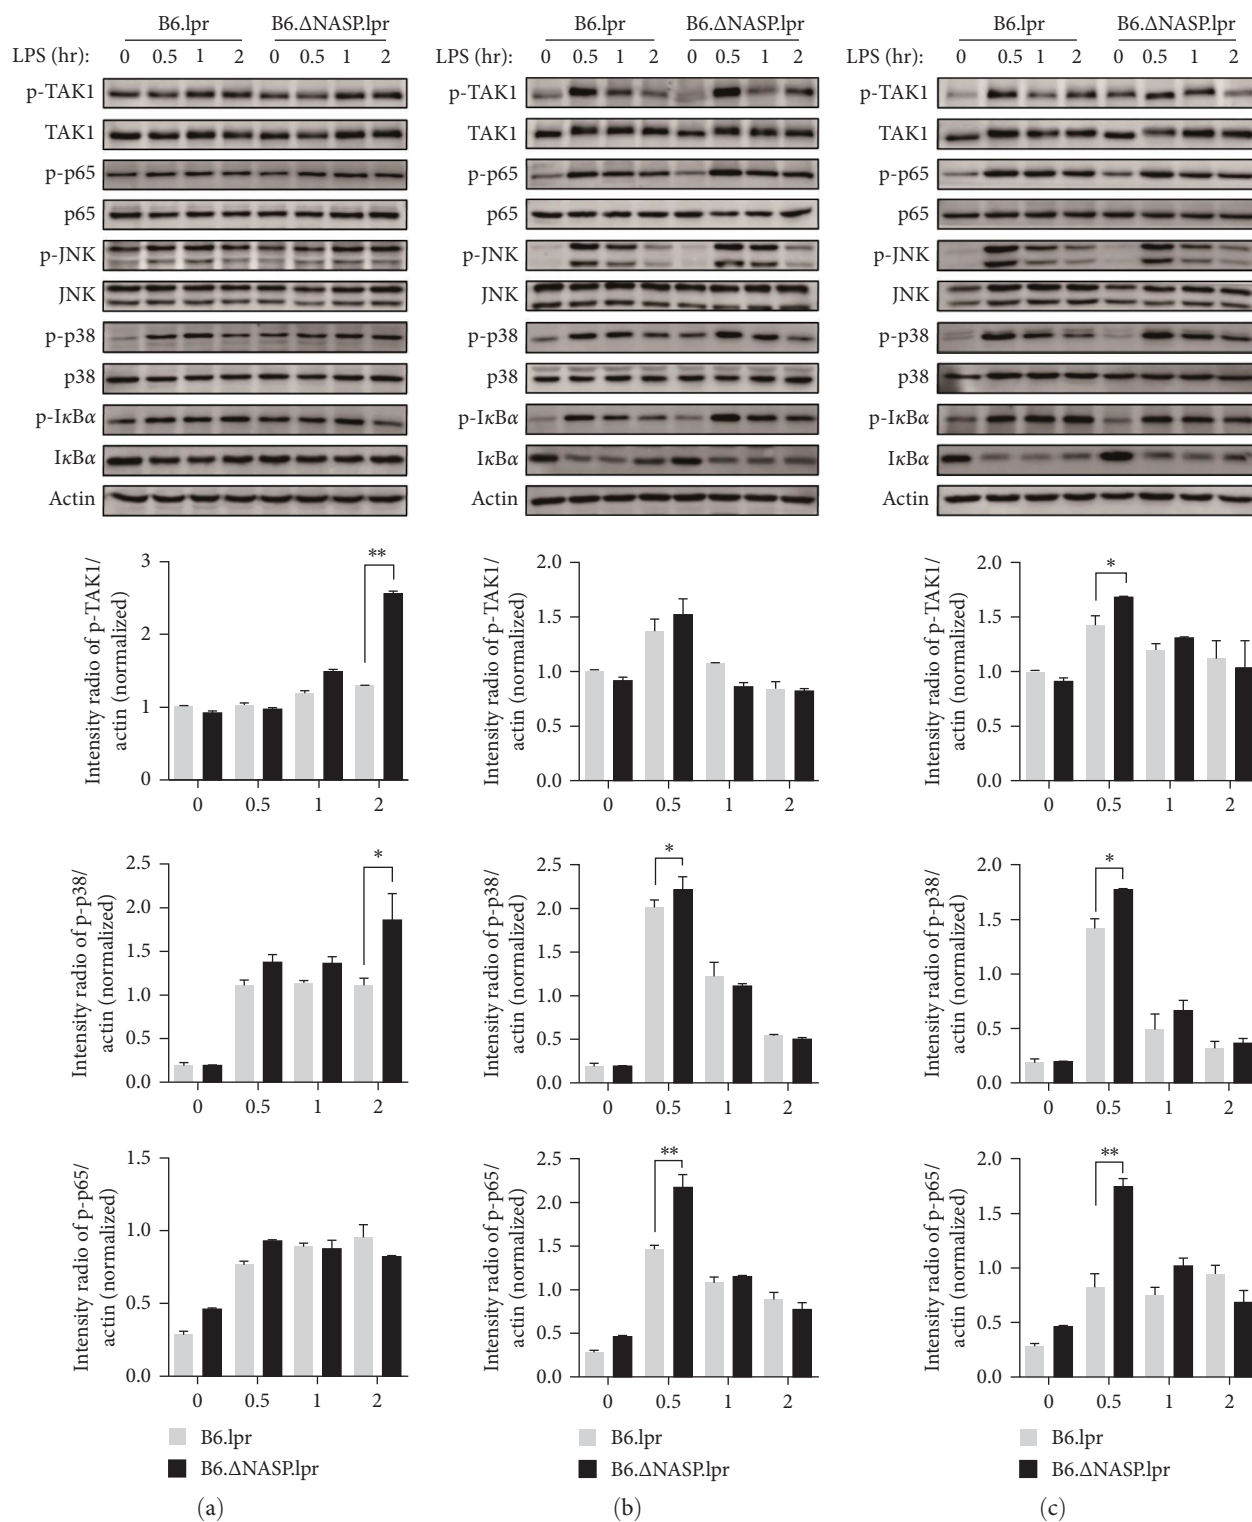 B6.lpr B6.ΔNASP.lpr
LPS (hr): 0 0.5 1 2 0 0.5 1 2
p-TAK1
TAK1
p-p65
p65
p-JNK
JNK
p-p38
p38
p-IκBα
IκBα
Actin
B6.lpr B6.ΔNASP.lpr
LPS (hr): 0 0.5 1 2 0 0.5 1 2
p-TAK1
TAK1
p-p65
p65
p-JNK
JNK
p-p38
p38
p-IκBα
IκBα
Actin
B6.lpr B6.ΔNASP.lpr
LPS (hr): 0 0.5 1 2 0 0.5 1 2
p-TAK1
TAK1
p-p65
p65
p-JNK
JNK
p-p38
p38
p-IκBα
IκBα
Actin
Intensity radio of p-TAK1/
actin (normalized)
3
2
1
0
**
0 0.5 1 2
Intensity radio of p-TAK1/
actin (normalized)
2.0
1.5
1.0
0.5
0.0
0 0.5 1 2
Intensity radio of p-TAK1/
actin (normalized)
2.0
1.5
1.0
0.5
0.0
*
0 0.5 1 2
Intensity radio of p-p38/
actin (normalized)
2.5
2.0
1.5
1.0
0.5
0.0
*
0 0.5 1 2
Intensity radio of p-p38/
actin (normalized)
2.5
2.0
1.5
1.0
0.5
0.0
*
0 0.5 1 2
Intensity radio of p-p38/
actin (normalized)
2.0
1.5
1.0
0.5
0.0
*
0 0.5 1 2
Intensity radio of p-p65/
actin (normalized)
1.5
1.0
0.5
0.0
0 0.5 1 2
Intensity radio of p-p65/
actin (normalized)
2.5
2.0
1.5
1.0
0.5
0.0
**
0 0.5 1 2
Intensity radio of p-p65/
actin (normalized)
2.0
1.5
1.0
0.5
0.0
**
0 0.5 1 2
B6.lpr
B6.ΔNASP.lpr
(a)
B6.lpr
B6.ΔNASP.lpr
(b)
B6.lpr
B6.ΔNASP.lpr
(c)